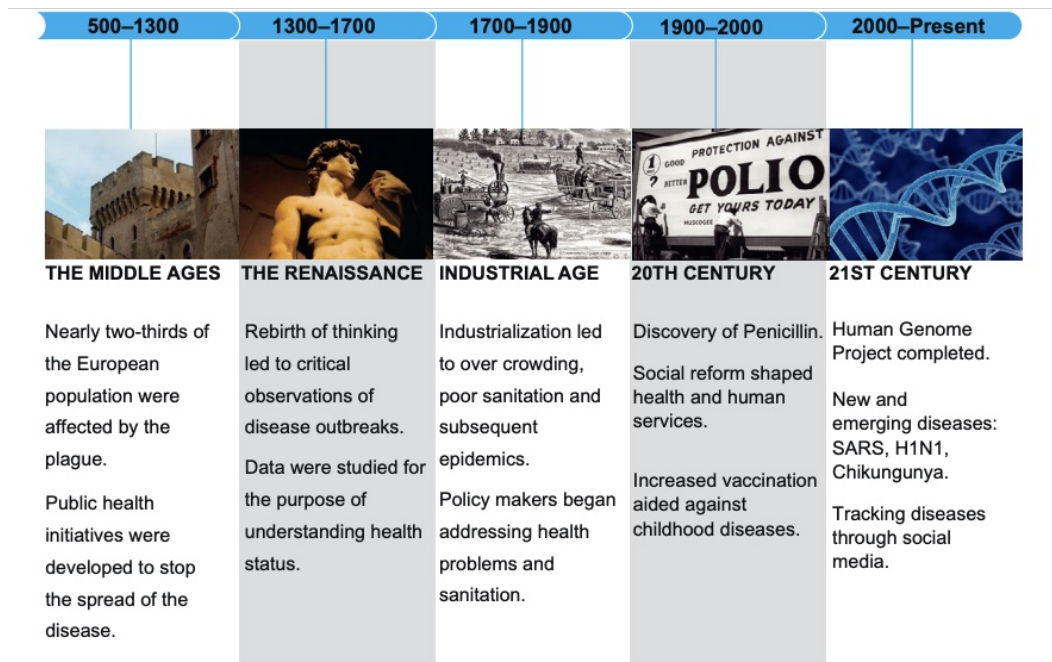 500–1300
1300–1700
1700–1900
1900–2000
2000–Present
1
?
GOOD
BETTER
PROTECTION AGAINST
POLIO
GET YOURS TODAY
MUSCOGEE
THE MIDDLE AGES
Nearly two-thirds of
the European
population were
affected by the
plague.
Public health
initiatives were
developed to stop
the spread of the
disease.
THE RENAISSANCE
Rebirth of thinking
led to critical
observations of
disease outbreaks.
Data were studied for
the purpose of
understanding health
status.
INDUSTRIAL AGE
Industrialization led
to over crowding,
poor sanitation and
subsequent
epidemics.
Policy makers began
addressing health
problems and
sanitation.
20TH CENTURY
Discovery of Penicillin.
Social reform shaped
health and human
services.
Increased vaccination
aided against
childhood diseases.
21ST CENTURY
Human Genome
Project completed.
New and
emerging diseases:
SARS, H1N1,
Chikungunya.
Tracking diseases
through social
media.